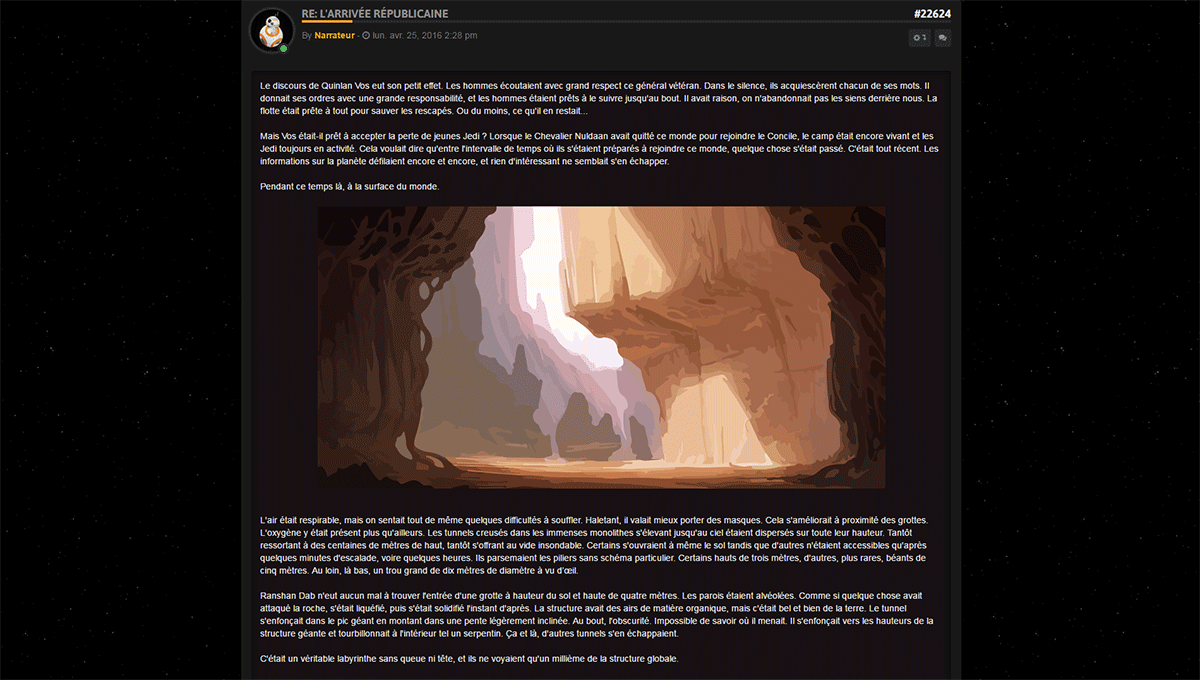 RE: L'ARRIVÉE RÉPUBLICAINE
#22624
By Narrateur - lun. avr. 25, 2016 2:28 pm
Le discours de Quinlan Vos eut son petit effet. Les hommes écoutaient avec grand respect ce général vétéran. Dans le silence, ils acquiescèrent chacun de ses mots. Il
donnait ses ordres avec une grande responsabilité, et les hommes étaient prêts à le suivre jusqu'au bout. Il avait raison, on n'abandonnait pas les siens derrière nous. La
flotte était prête à tout pour sauver les rescapés. Ou du moins, ce qu'il en restait...
Mais Vos était-il prêt à accepter la perte de jeunes Jedi ? Lorsque le Chevalier Nuldaan avait quitté ce monde pour rejoindre le Concile, le camp était encore vivant et les
Jedi toujours en activité. Cela voulait dire qu'entre l'intervalle de temps où ils s'étaient préparés à rejoindre ce monde, quelque chose s'était passé. C'était tout récent. Les
informations sur la planète défilaient encore et encore, et rien d'intéressant ne semblait s'en échapper.
Pendant ce temps là, à la surface du monde.
L'air était respirable, mais on sentait tout de même quelques difficultés à souffler. Haletant, il valait mieux porter des masques. Cela s'améliorait à proximité des grottes.
L'oxygène y était présent plus qu'ailleurs. Les tunnels creusés dans les immenses monolithes s'élevant jusqu'au ciel étaient dispersés sur toute leur hauteur. Tantôt
ressortant à des centaines de mètres de haut, tantôt s'offrant au vide insondable. Certains s'ouvraient à même le sol tandis que d'autres n'étaient accessibles qu'après
quelques minutes d'escalade, voire quelques heures. Ils parsemaient les piliers sans schéma particulier. Certains hauts de trois mètres, d'autres, plus rares, béants de
cinq mètres. Au loin, là bas, un trou grand de dix mètres de diamètre à vu d'œil.
Ranshan Dab n'eut aucun mal à trouver l'entrée d'une grotte à hauteur du sol et haute de quatre mètres. Les parois étaient alvéolées. Comme si quelque chose avait
attaqué la roche, s'était liquéfié, puis s'était solidifié l'instant d'après. La structure avait des airs de matière organique, mais c'était bel et bien de la terre. Le tunnel
s'enfonçait dans le pic géant en montant dans une pente légèrement inclinée. Au bout, l'obscurité. Impossible de savoir où il menait. Il s'enfonçait vers les hauteurs de la
structure géante et tourbillonnait à l'intérieur tel un serpentin. Ça et là, d'autres tunnels s'en échappaient.
C'était un véritable labyrinthe sans queue ni tête, et ils ne voyaient qu'un millième de la structure globale.